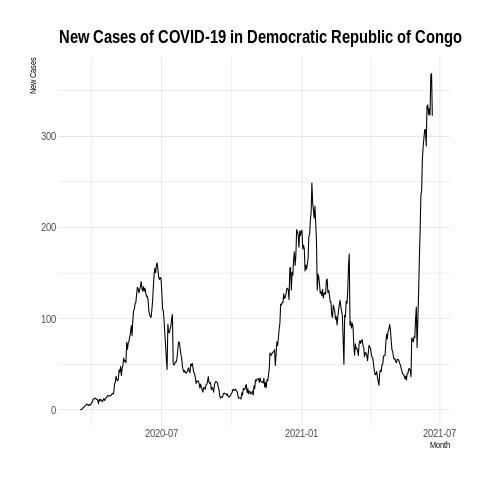 New Cases of COVID-19 in Democratic Republic of Congo
New Cases
300
200
100
0
2020-07
2021-01
2021-07
Month